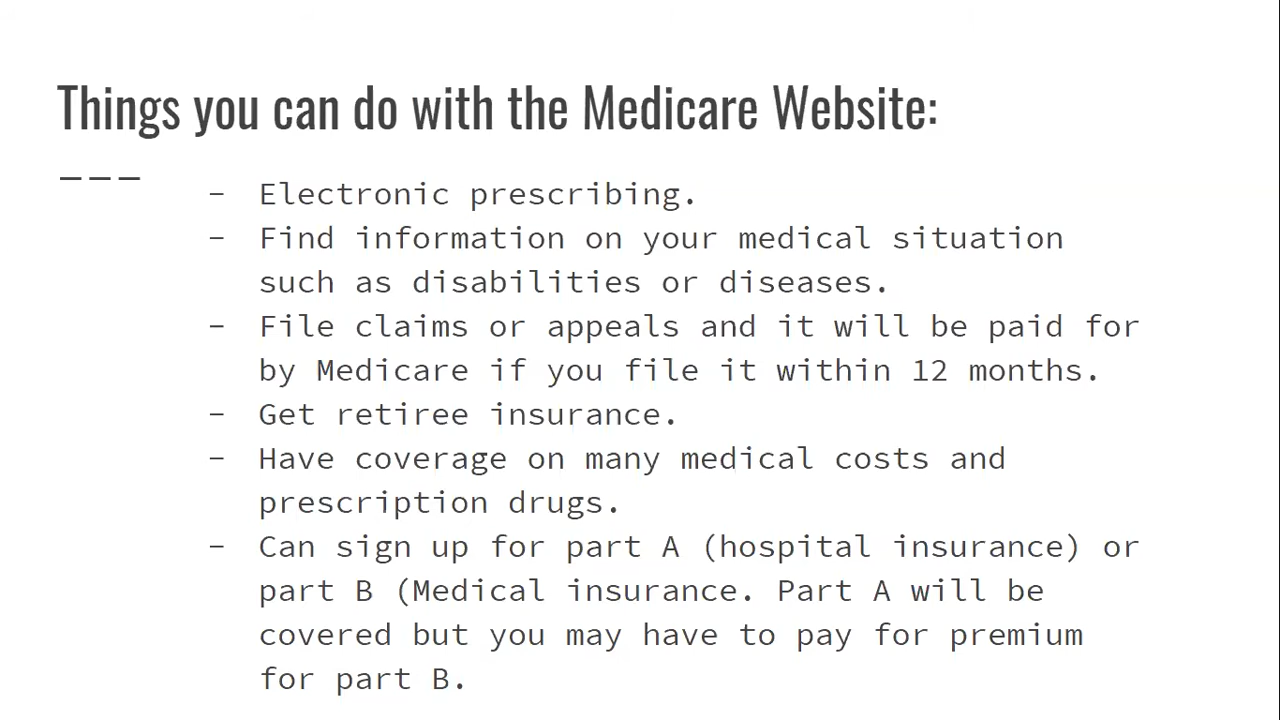 Things you can do with the Medicare Website:
- Electronic prescribing.
- Find information on your medical situation
such as disabilities or diseases.
- File claims or appeals and it will be paid for
by Medicare if you file it within 12 months.
- Get retiree insurance.
- Have coverage on many medical costs and
prescription drugs.
- Can sign up for part A (hospital insurance) or
part B (Medical insurance. Part A will be
covered but you may have to pay for premium
for part B.